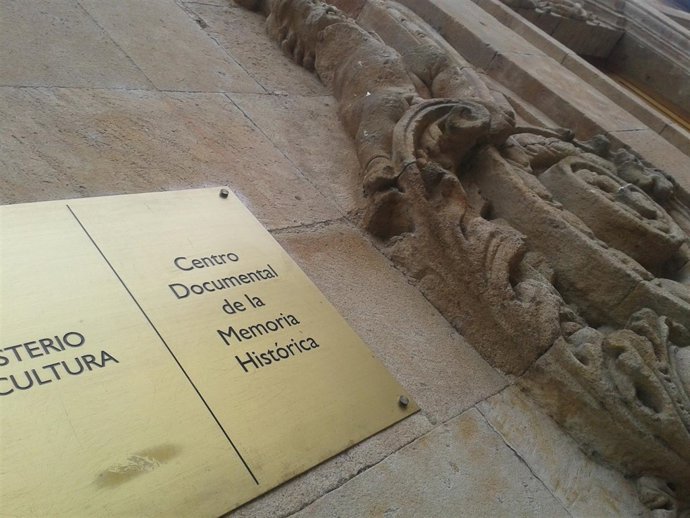 STERIO
CULTURA
Centro
Documental
de la
Memoria
Histórica